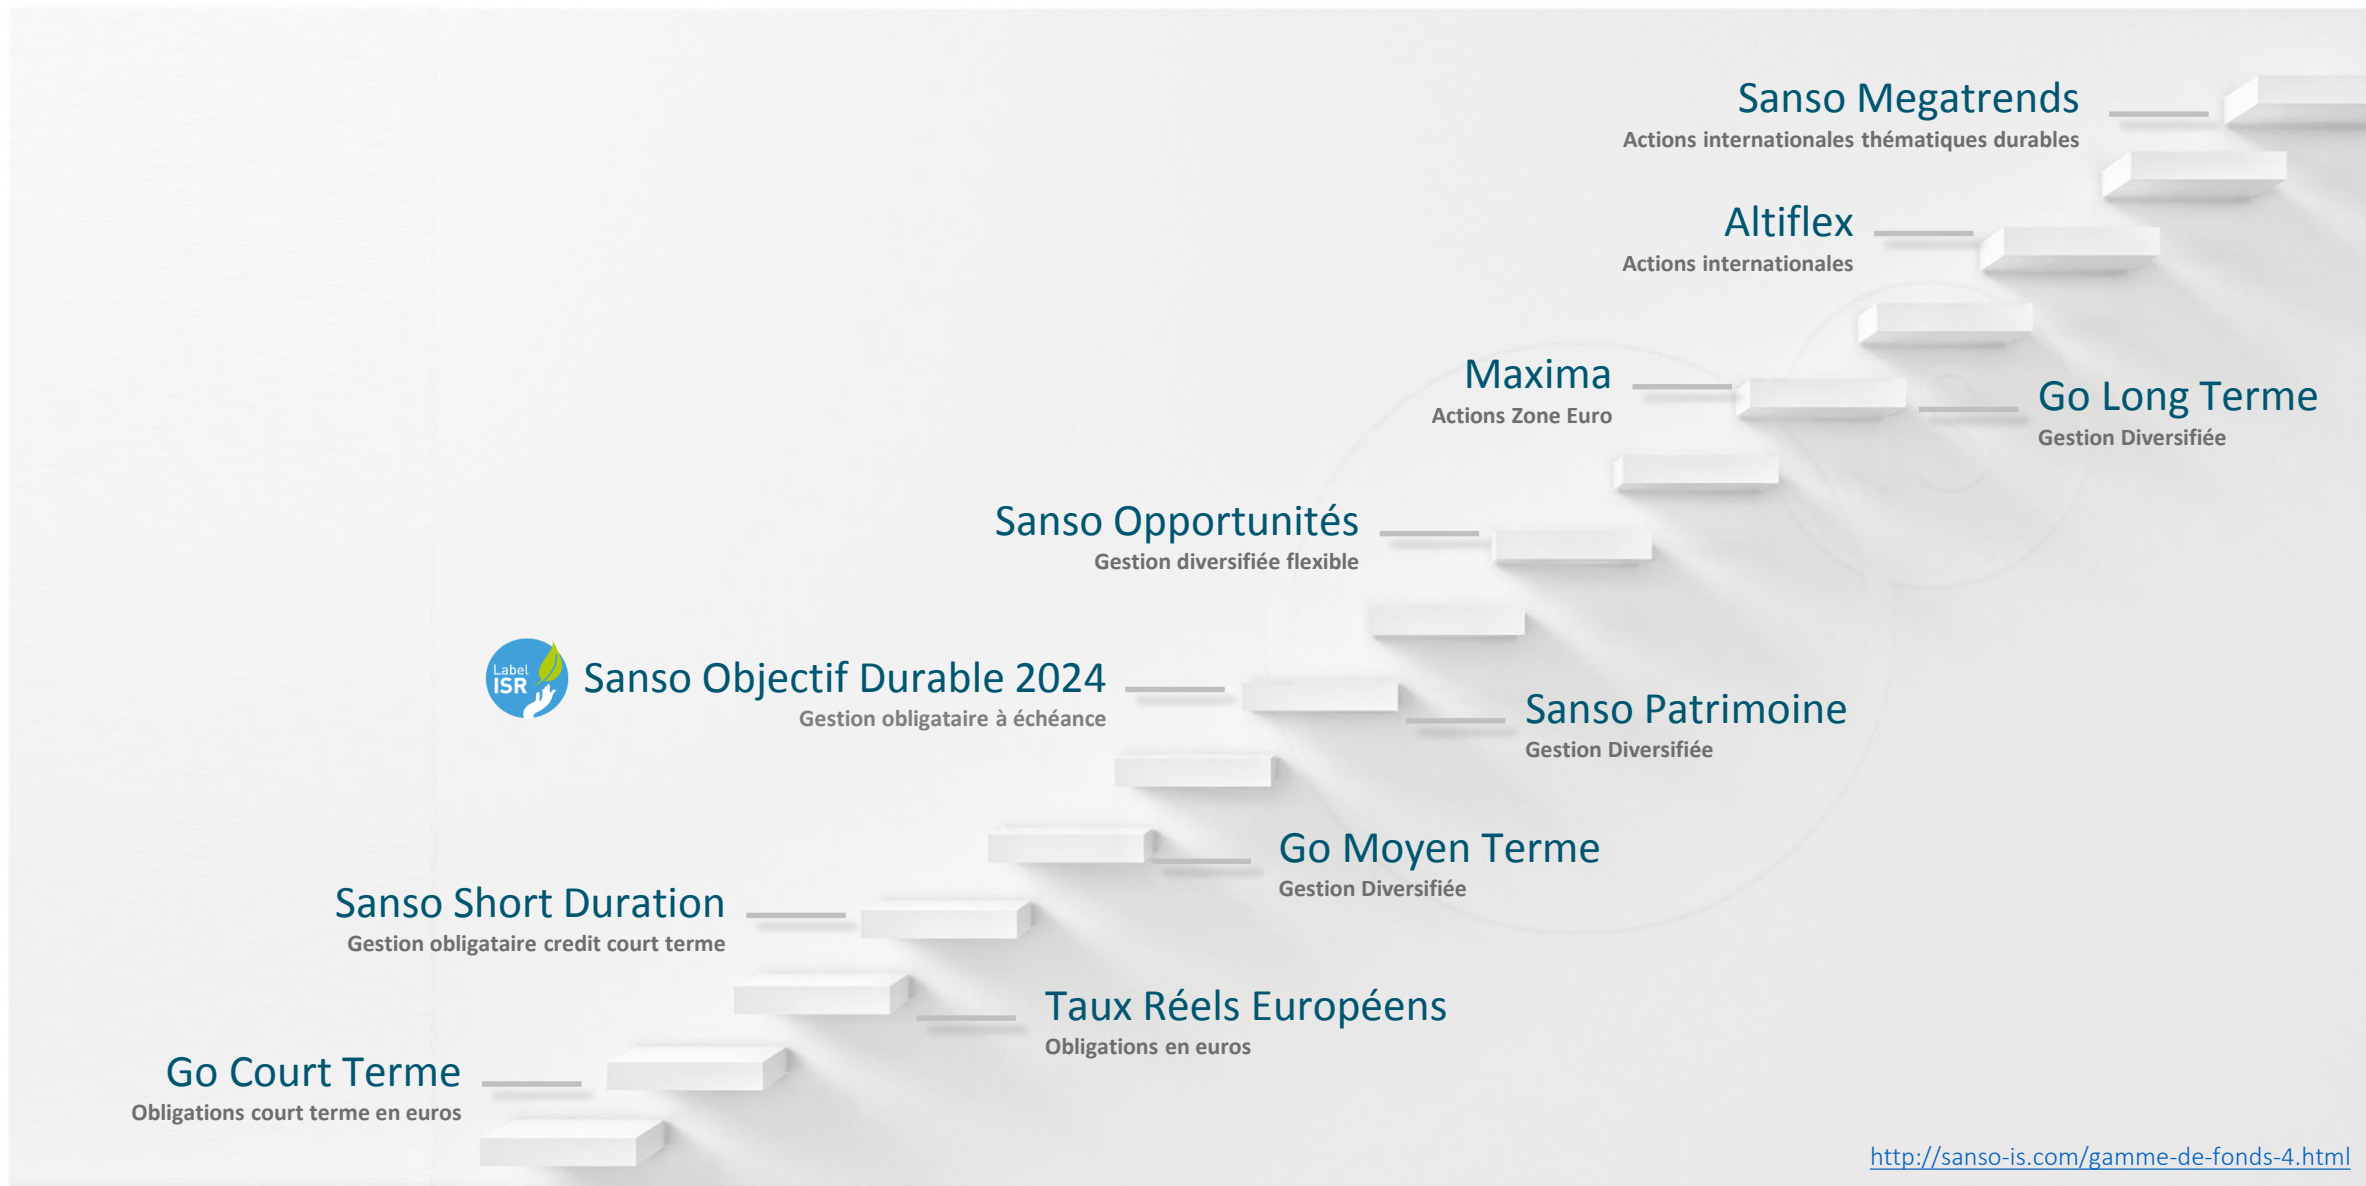 Sanso Megatrends
Actions internationales thématiques durables
Altiflex
Actions internationales
Maxima
Actions Zone Euro
Go Long Terme
Gestion Diversifiée
Sanso Opportunités
Gestion diversifiée flexible
Label
ISR
Sanso Objectif Durable 2024
Gestion obligataire à échéance
Sanso Patrimoine
Gestion Diversifiée
Go Moyen Terme
Gestion Diversifiée
Sanso Short Duration
Gestion obligataire credit court terme
Taux Réels Européens
Obligations en euros
Go Court Terme
Obligations court terme en euros
http://sanso-is.com/gamme-de-fonds-4.html